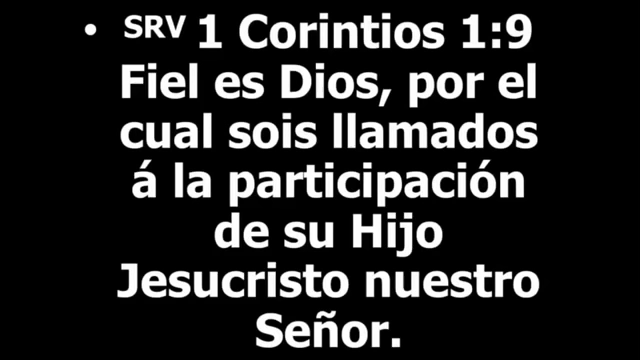 • SRV 1 Corintios 1:9
Fiel es Dios, por el
cual sois llamados
á la participación
de su Hijo
Jesucristo nuestro
Señor.